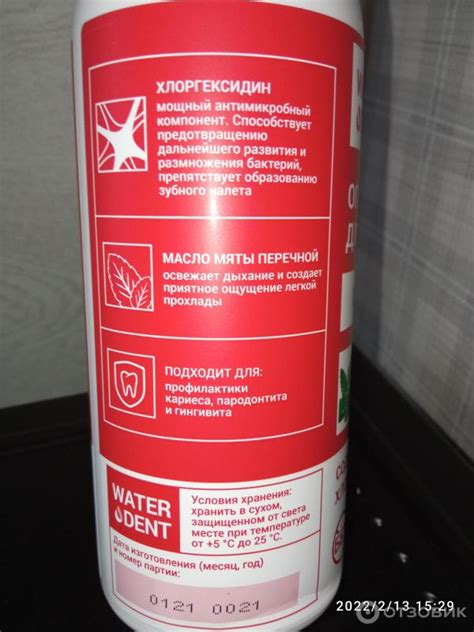 ХЛОРГЕКСИДИН
мощный антимикробный
компонент. Способствует
предотвращению
дальнейшего развития и
размножения бактерий,
препятствует образованию
зубного налета
МАСЛО МЯТЫ ПЕРЕЧНОЙ
освежает дыхание и создает
приятное ощущение легкой
прохлады
ПОДХОДИТ ДЛЯ:
профилактики
кариеса, пародонтита
и гингивита
WATER
DENT
Условия хранения:
хранить в сухом,
защищенном от света
месте при температуре
от +5 °С до 25 °С.
Дата изготовления (месяц, год)
и номер партии:
0121 0021
2022/2/13 15:29
ОТЗОВИК